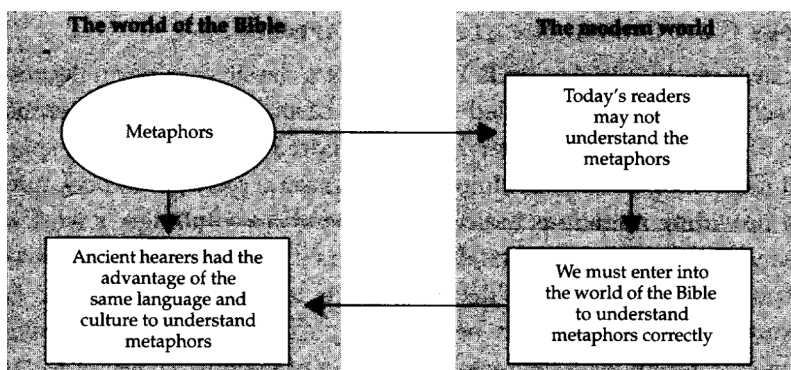 The world of the Bible
The modern world
Metaphors
Today's readers
may not
understand the
metaphors
Ancient hearers had the
advantage of the
same language and
culture to understand
metaphors
We must enter into
the world of the Bible
to understand
metaphors correctly